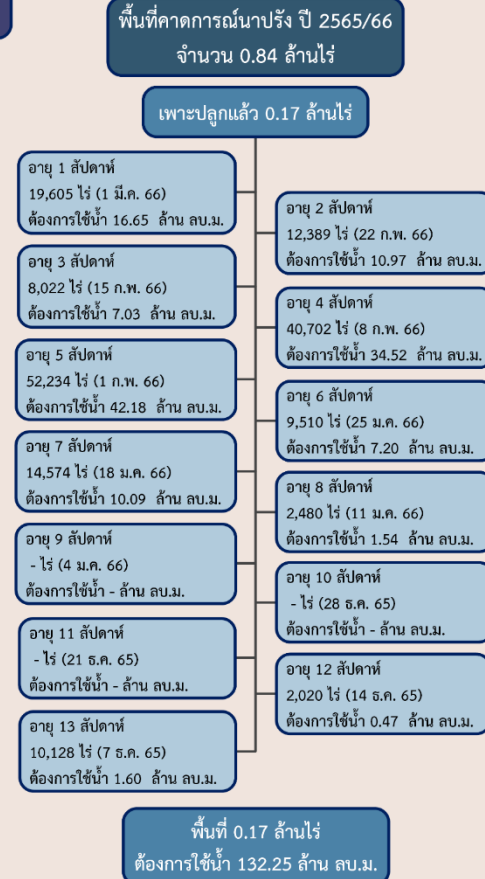 พื้นที่คาดการณ์นาปรัง ปี 2565/66
จำนวน 0.84 ล้านไร่
เพาะปลูกแล้ว 0.17 ล้านไร่
อายุ 1 สัปดาห์
19,605 ไร่ (1 มี.ค. 66)
ต้องการใช้น้ำ 16.65 ล้าน ลบ.ม.
อายุ 2 สัปดาห์
12,389 ไร่ (22 ก.พ. 66)
ต้องการใช้น้ำ 10.97 ล้าน ลบ.ม.
อายุ 3 สัปดาห์
8,022 ไร่ (15 ก.พ. 66)
ต้องการใช้น้ำ 7.03 ล้าน ลบ.ม.
อายุ 4 สัปดาห์
40,702 ไร่ (8 ก.พ. 66)
ต้องการใช้น้ำ 34.52 ล้าน ลบ.ม.
อายุ 5 สัปดาห์
52,234 ไร่ (1 ก.พ. 66)
ต้องการใช้น้ำ 42.18 ล้าน ลบ.ม.
อายุ 6 สัปดาห์
9,510 ไร่ (25 ม.ค. 66)
ต้องการใช้น้ำ 7.20 ล้าน ลบ.ม.
อายุ 7 สัปดาห์
14,574 ไร่ (18 ม.ค. 66)
ต้องการใช้น้ำ 10.09 ล้าน ลบ.ม.
อายุ 8 สัปดาห์
2,480 ไร่ (11 ม.ค. 66)
ต้องการใช้น้ำ 1.54 ล้าน ลบ.ม.
อายุ 9 สัปดาห์
- ไร่ (4 ม.ค. 66)
ต้องการใช้น้ำ - ล้าน ลบ.ม.
อายุ 10 สัปดาห์
- ไร่ (28 ธ.ค. 65)
ต้องการใช้น้ำ - ล้าน ลบ.ม.
อายุ 11 สัปดาห์
- ไร่ (21 ธ.ค. 65)
ต้องการใช้น้ำ - ล้าน ลบ.ม.
อายุ 12 สัปดาห์
2,020 ไร่ (14 ธ.ค. 65)
ต้องการใช้น้ำ 0.47 ล้าน ลบ.ม.
อายุ 13 สัปดาห์
10,128 ไร่ (7 ธ.ค. 65)
ต้องการใช้น้ำ 1.60 ล้าน ลบ.ม.
พื้นที่ 0.17 ล้านไร่
ต้องการใช้น้ำ 132.25 ล้าน ลบ.ม.